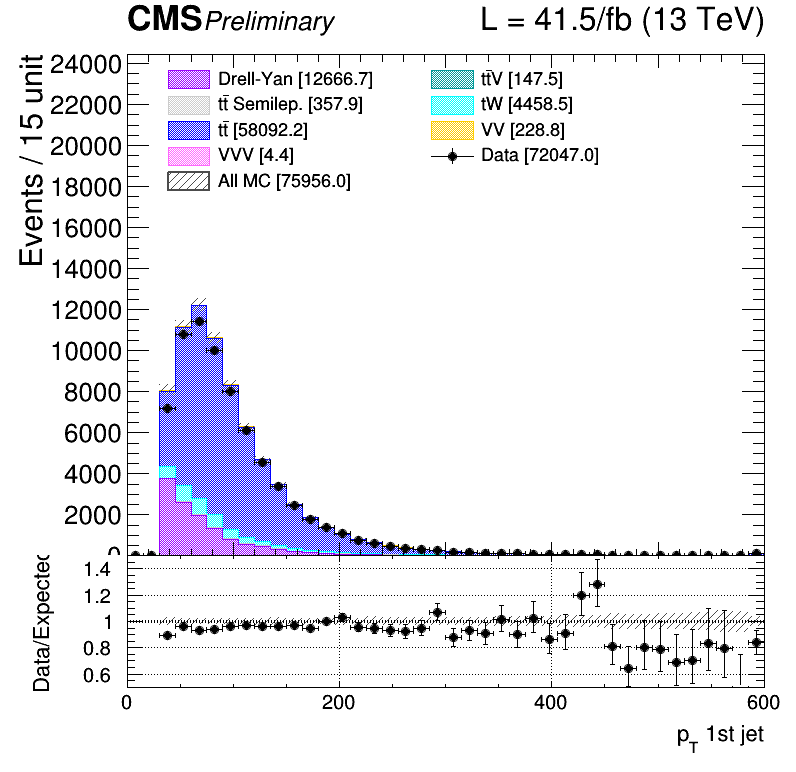 CMS Preliminary L = 41.5/fb (13 TeV)
Events / 15 unit
24000
22000
20000
18000
16000
14000
12000
10000
8000
6000
4000
2000
0
Drell-Yan [12666.7]
tt̄ Semilep. [357.9]
tt̄ [58092.2]
VVV [4.4]
All MC [75956.0]
tt̄V [147.5]
tW [4458.5]
VV [228.8]
Data [72047.0]
Data/Expected
1.4
1.2
1
0.8
0.6
0 200 400 600
p_T 1st jet